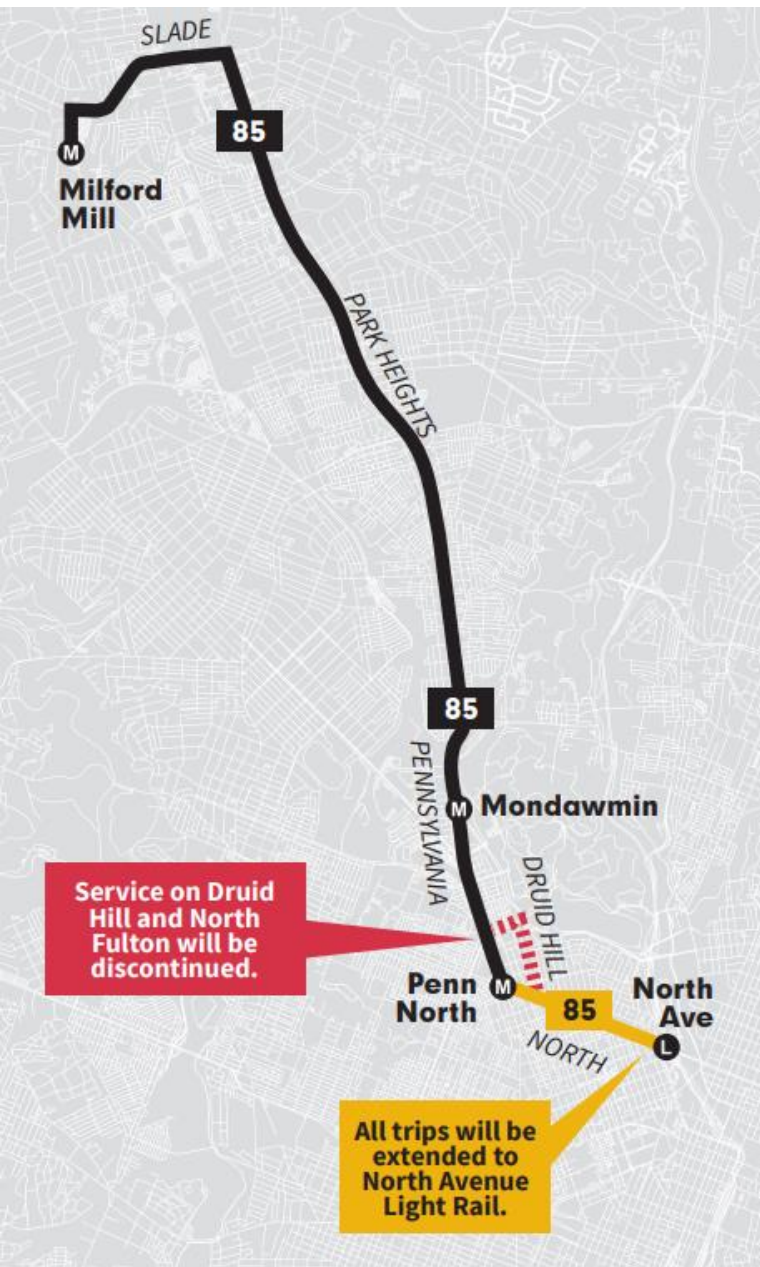 SLADE
85
M
Milford
Mill
PARK HEIGHTS
85
PENNSYLVANIA
M Mondawmin
DRUID HILL
Service on Druid
Hill and North
Fulton will be
discontinued.
Penn
North
M
85
North
Ave
L
NORTH
All trips will be
extended to
North Avenue
Light Rail.